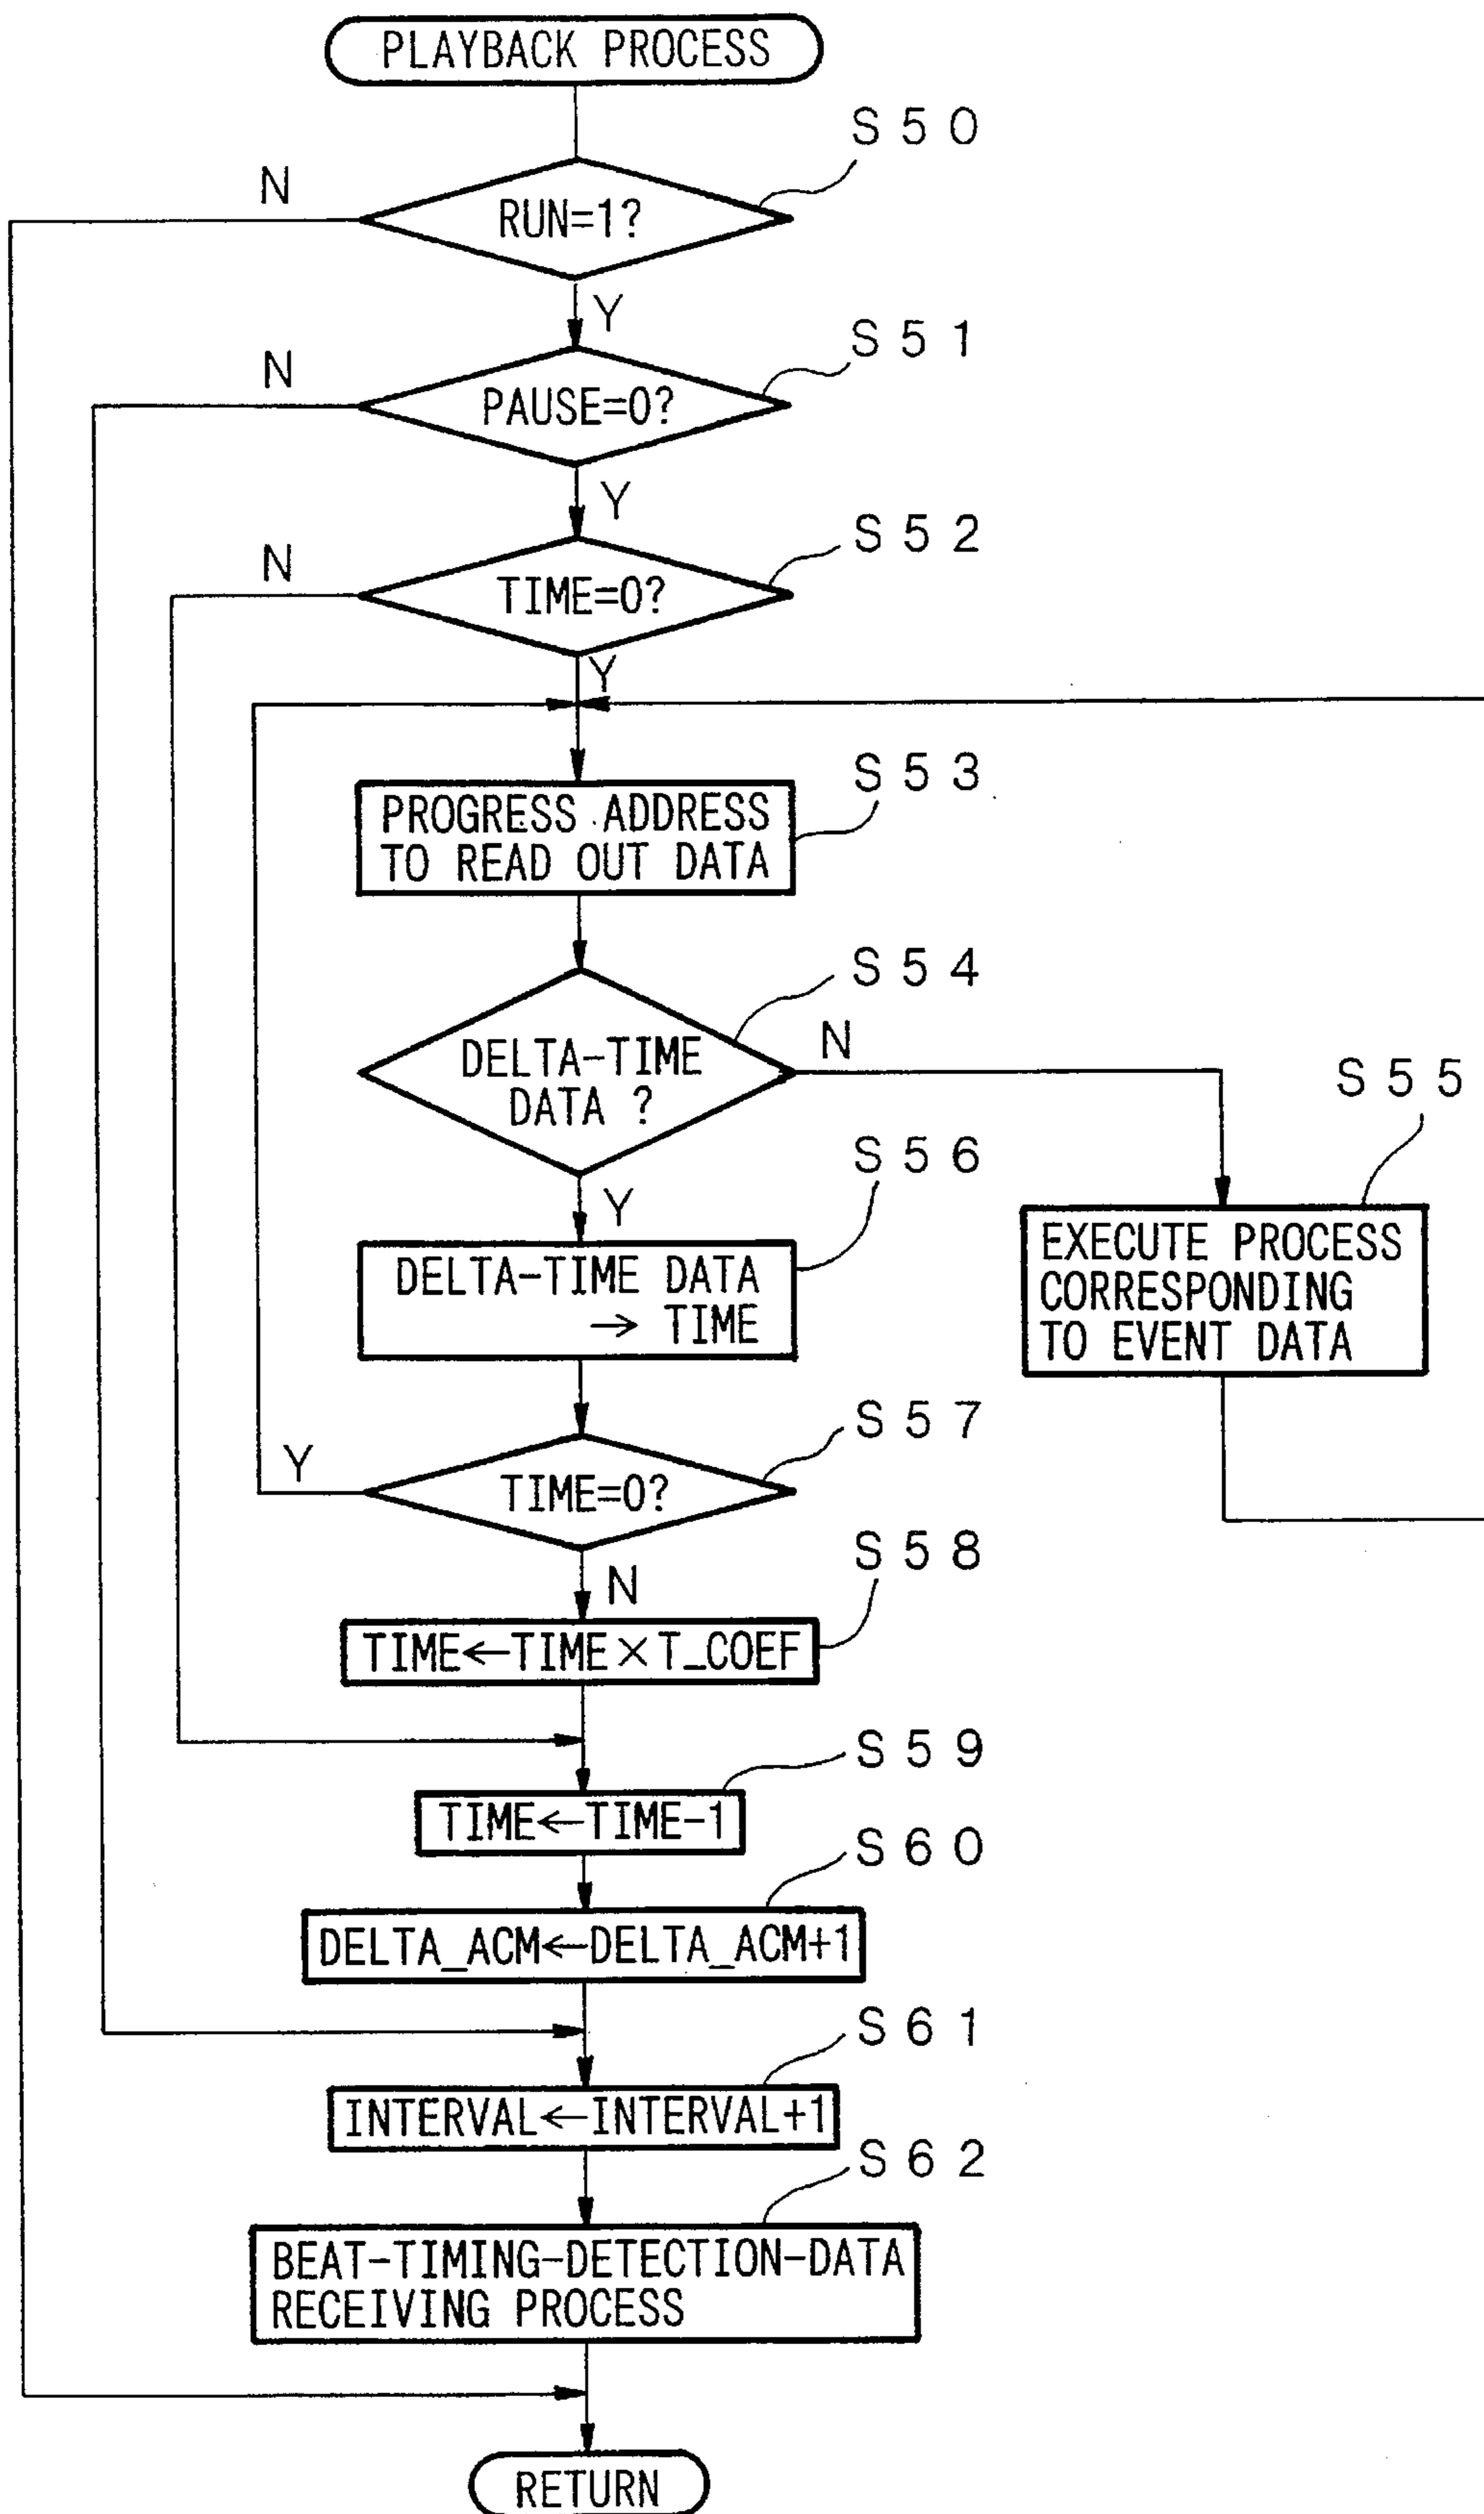 PLAYBACK PROCESS
S50
N
RUN=1?
Y
S51
N
PAUSE=0?
Y
S52
N
TIME=0?
Y
S53
PROGRESS ADDRESS
TO READ OUT DATA
S54
N
DELTA-TIME
DATA ?
S55
S56
Y
EXECUTE PROCESS
CORRESPONDING
TO EVENT DATA
DELTA-TIME DATA
→ TIME
S57
Y
TIME=0?
S58
N
TIME←TIME×T_COEF
S59
TIME←TIME-1
S60
DELTA_ACM←DELTA_ACM+1
S61
INTERVAL←INTERVAL+1
S62
BEAT-TIMING-DETECTION-DATA
RECEIVING PROCESS
RETURN